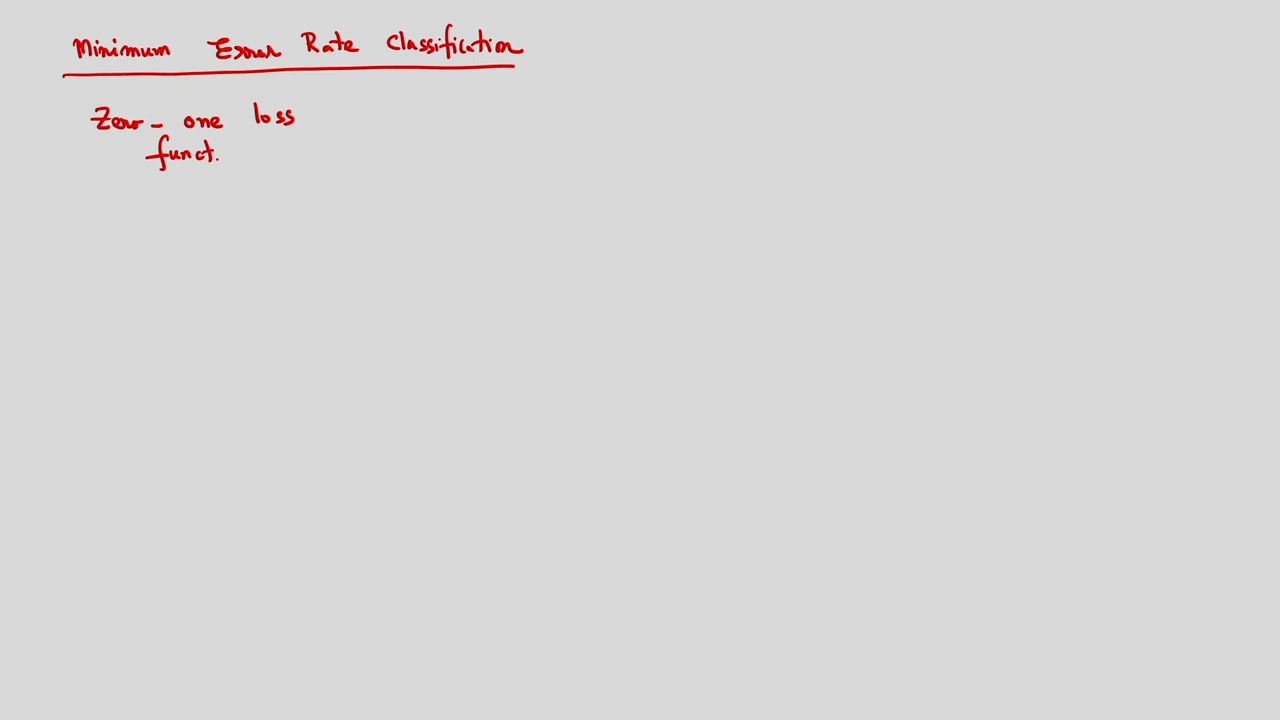 Minimum Error Rate Classification
Zero - one loss
funct.